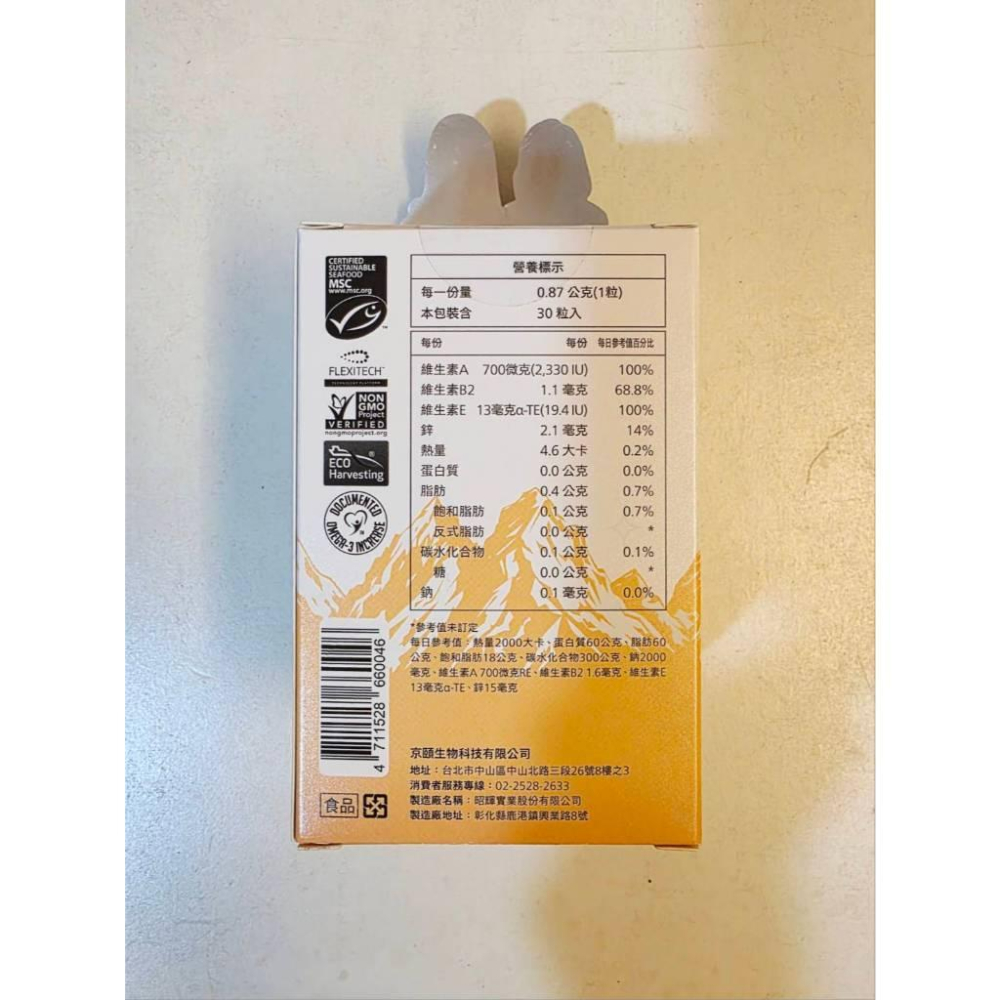 CERTIFIED
SUSTAINABLE
SEAFOOD
MSC
www.msc.org
™
FLEXITECH™
NON
GMO
Project
VERIFIED
nongmoproject.org
ECO
Harvesting
®
DOCUMENTED
OMEGA-3 INCREASE
營養標示
每一份量 0.87 公克(1粒)
本包裝含 30 粒入
每份 每份 每日參考值百分比
維生素A 700微克(2,330 IU) 100%
維生素B2 1.1 毫克 68.8%
維生素E 13毫克α-TE(19.4 IU) 100%
鋅 2.1 毫克 14%
熱量 4.6 大卡 0.2%
蛋白質 0.0 公克 0.0%
脂肪 0.4 公克 0.7%
飽和脂肪 0.1 公克 0.7%
反式脂肪 0.0 公克 *
碳水化合物 0.1 公克 0.1%
糖 0.0 公克 *
鈉 0.1 毫克 0.0%
*參考值未訂定
每日參考值：熱量2000大卡、蛋白質60公克、脂肪60
公克、飽和脂肪18公克、碳水化合物300公克、鈉2000
毫克、維生素A 700微克RE、維生素B2 1.6毫克、維生素E
13毫克α-TE、鋅15毫克
4 711528 660046
京頤生物科技有限公司
地址：台北市中山區中山北路三段26號8樓之3
消費者服務專線：02-2528-2633
製造廠名稱：昭輝實業股份有限公司
製造廠地址：彰化縣鹿港鎮興業路8號
食品